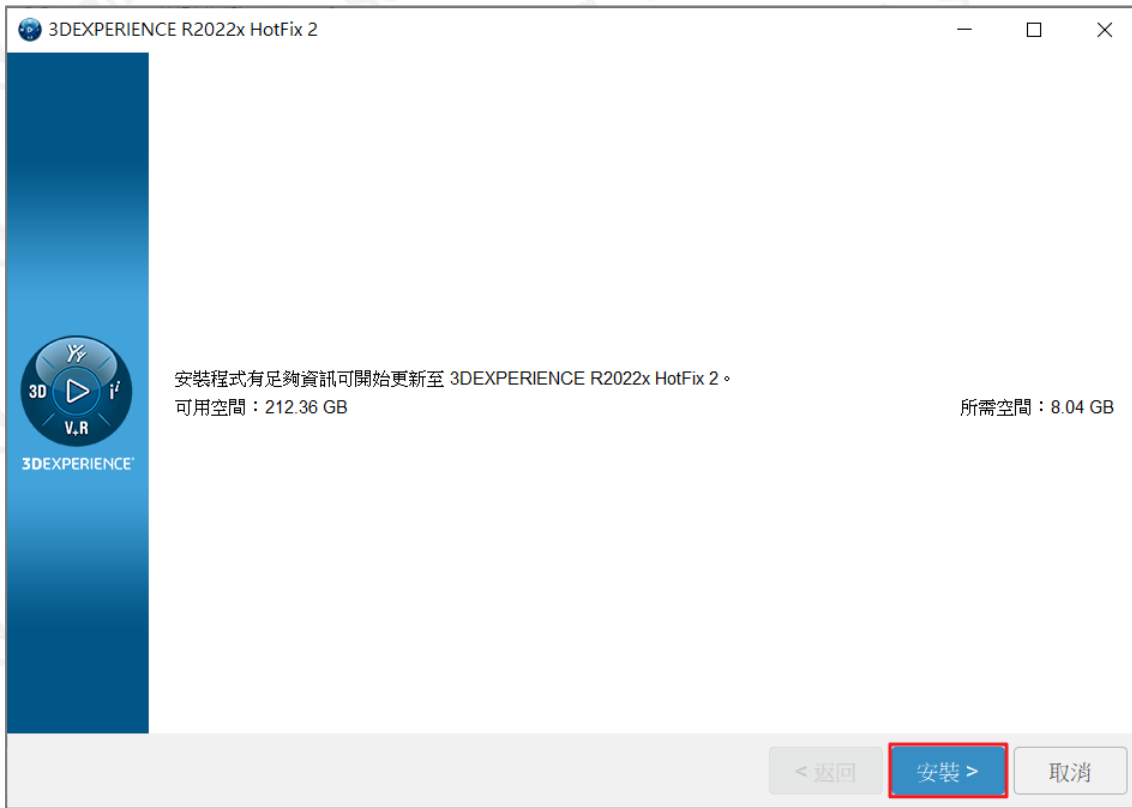 3DEXPERIENCE R2022x HotFix 2
3D
V+R
3DEXPERIENCE
安裝程式有足夠資訊可開始更新至 3DEXPERIENCE R2022x HotFix 2。
可用空間：212.36 GB
所需空間：8.04 GB
< 返回
安裝 >
取消